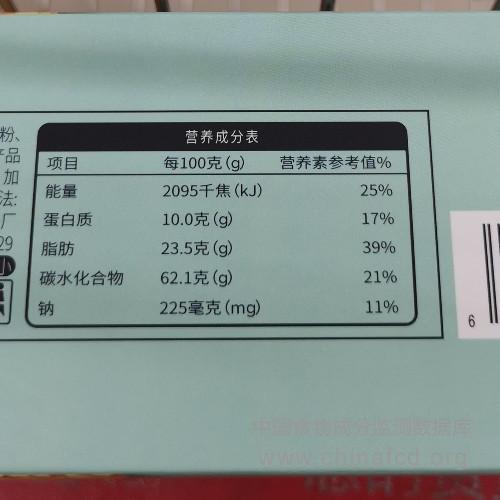 粉、
产品
加
法:
厂
29
小
营养成分表
项目 每100克(g) 营养素参考值%
能量 2095千焦(kJ) 25%
蛋白质 10.0克(g) 17%
脂肪 23.5克(g) 39%
碳水化合物 62.1克(g) 21%
钠 225毫克(mg) 11%
6
中国食物成分监测数据库
www.chinafcd.org